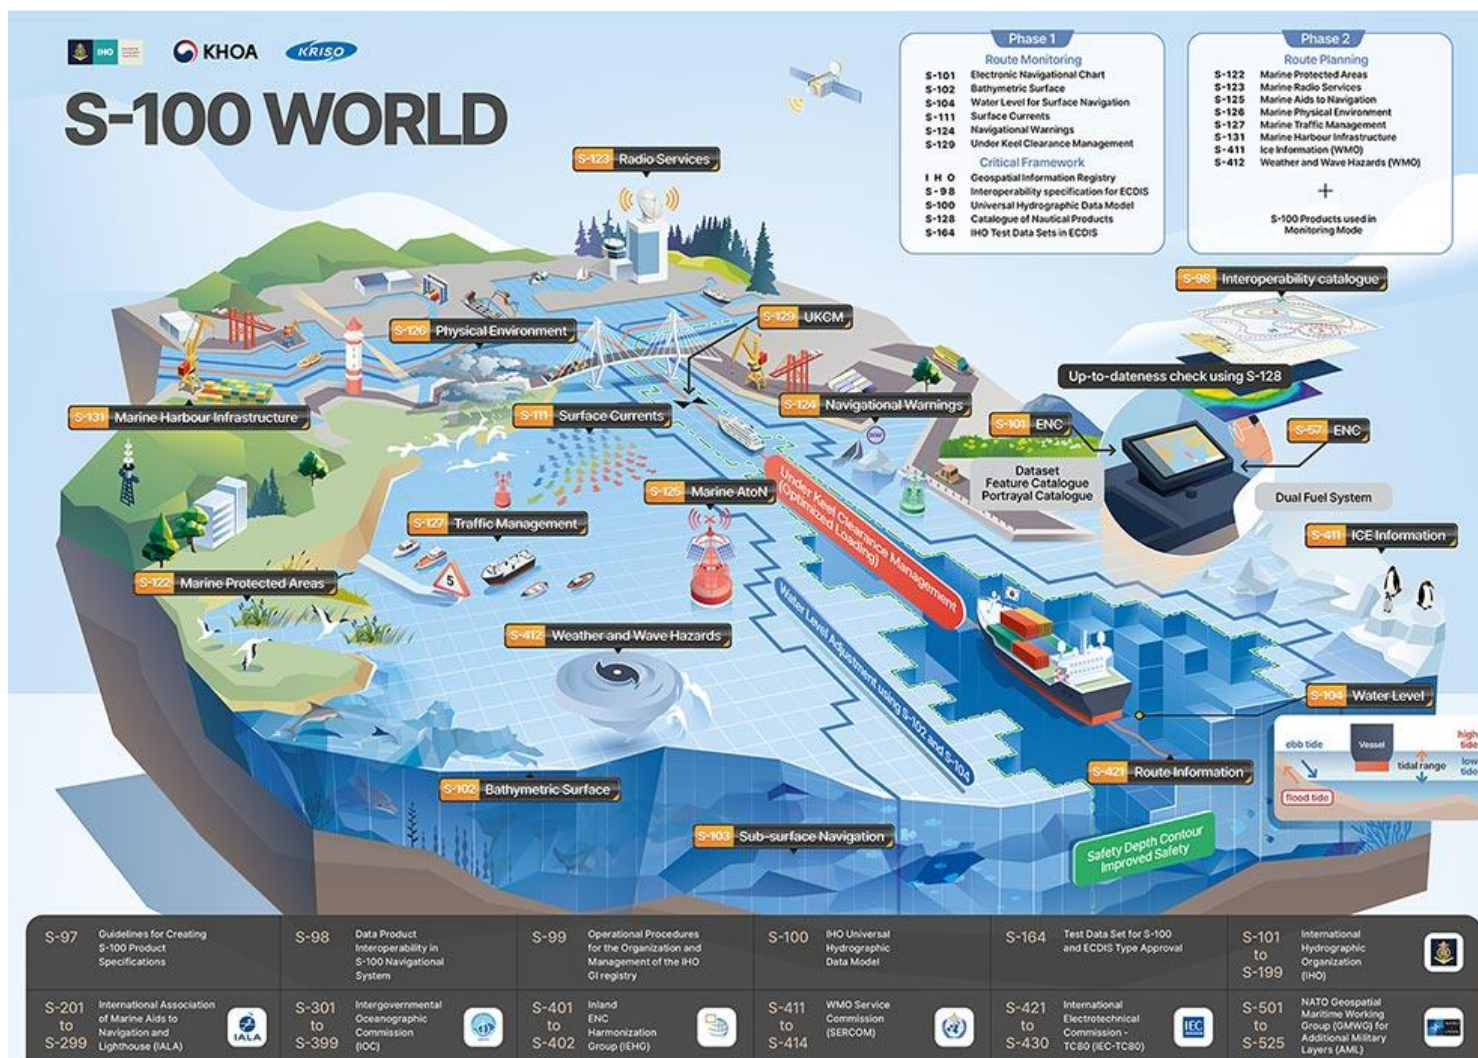 IHO
KHOA
KRISO
S-100 WORLD
Phase 1
Route Monitoring
S-101 Electronic Navigational Chart
S-102 Bathymetric Surface
S-104 Water Level for Surface Navigation
S-111 Surface Currents
S-124 Navigational Warnings
S-129 Under Keel Clearance Management
Critical Framework
I H O Geospatial Information Registry
S-98 Interoperability specification for ECDIS
S-100 Universal Hydrographic Data Model
S-128 Catalogue of Nautical Products
S-164 IHO Test Data Sets in ECDIS
Phase 2
Route Planning
S-122 Marine Protected Areas
S-123 Marine Radio Services
S-125 Marine Aids to Navigation
S-126 Marine Physical Environment
S-127 Marine Traffic Management
S-131 Marine Harbour Infrastructure
S-411 Ice Information (WMO)
S-412 Weather and Wave Hazards (WMO)
+
S-100 Products used in
Monitoring Mode
S-123 Radio Services
S-98 Interoperability catalogue
S-126 Physical Environment
S-129 UKCM
Up-to-dateness check using S-128
S-131 Marine Harbour Infrastructure
S-111 Surface Currents
S-124 Navigational Warnings
NW
S-101 ENC
S-57 ENC
Dataset
Feature Catalogue
Portrayal Catalogue
Dual Fuel System
S-125 Marine AtoN
Under Keel Clearance Management
(Optimized Loading)
S-127 Traffic Management
S-411 ICE Information
5
S-122 Marine Protected Areas
S-412 Weather and Wave Hazards
Water Level Adjustment using S-102 and S-104
S-104 Water Level
ebb tide
Vessel
high
tide
tidal range
low
tide
flood tide
S-421 Route Information
S-102 Bathymetric Surface
S-103 Sub-surface Navigation
Safety Depth Contour
Improved Safety
S-97 Guidelines for Creating
S-100 Product
Specifications
S-98 Data Product
Interoperability in
S-100 Navigational
System
S-99 Operational Procedures
for the Organization and
Management of the IHO
GI registry
S-100 IHO Universal
Hydrographic
Data Model
S-164 Test Data Set for S-100
and ECDIS Type Approval
S-101
to
S-199
International
Hydrographic
Organization
(IHO)
S-201
to
S-299
International Association
of Marine Aids to
Navigation and
Lighthouse (IALA)
IALA
S-301
to
S-399
Intergovernmental
Oceanographic
Commission
(IOC)
S-401
to
S-402
Inland
ENC
Harmonization
Group (IEHG)
S-411
to
S-414
WMO Service
Commission
(SERCOM)
S-421
to
S-430
International
Electrotechnical
Commission -
TC80 (IEC-TC80)
IEC
S-501
to
S-525
NATO Geospatial
Maritime Working
Group (GMWG) for
Additional Military
Layers (AML)